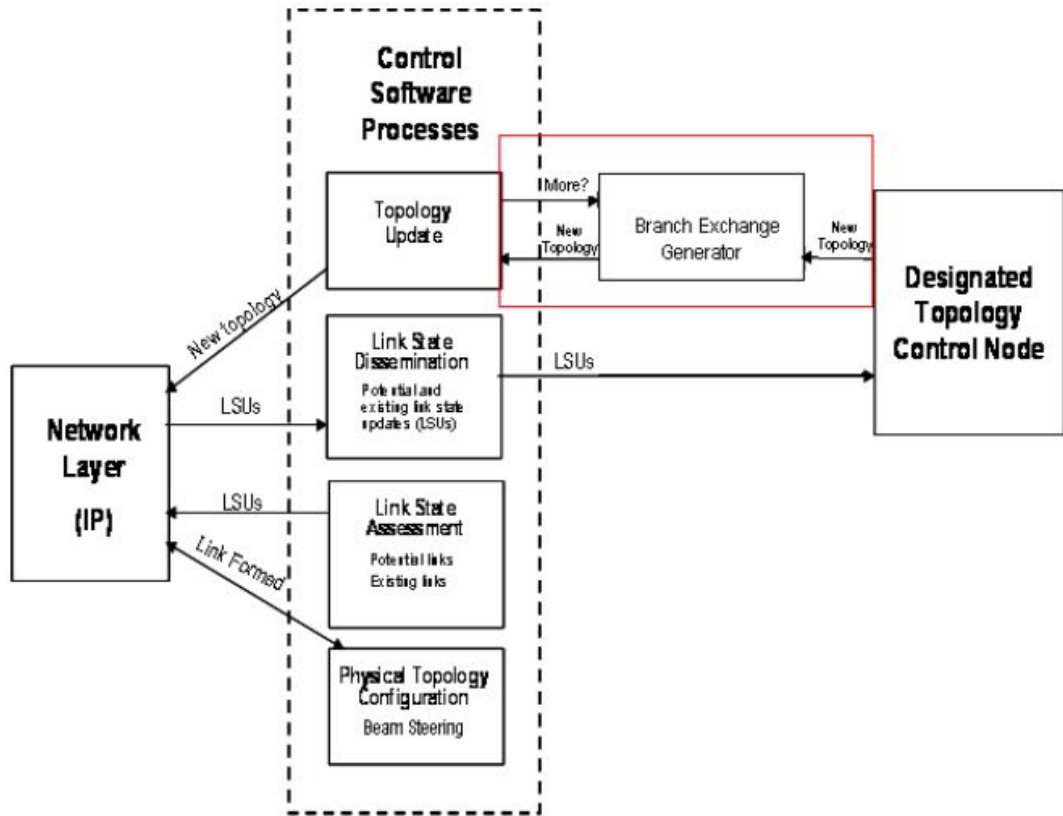 Control
Software
Processes
Topology
Update
More?
New
Topology
Branch Exchange
Generator
New
Topology
Designated
Topology
Control Node
New topology
Link State
Dissemination
Potential and
existing link state
updates (LSUs)
LSUs
LSUs
Network
Layer
(IP)
LSUs
Link State
Assessment
Potential links
Existing links
Link Formed
Physical Topology
Configuration
Beam Steering